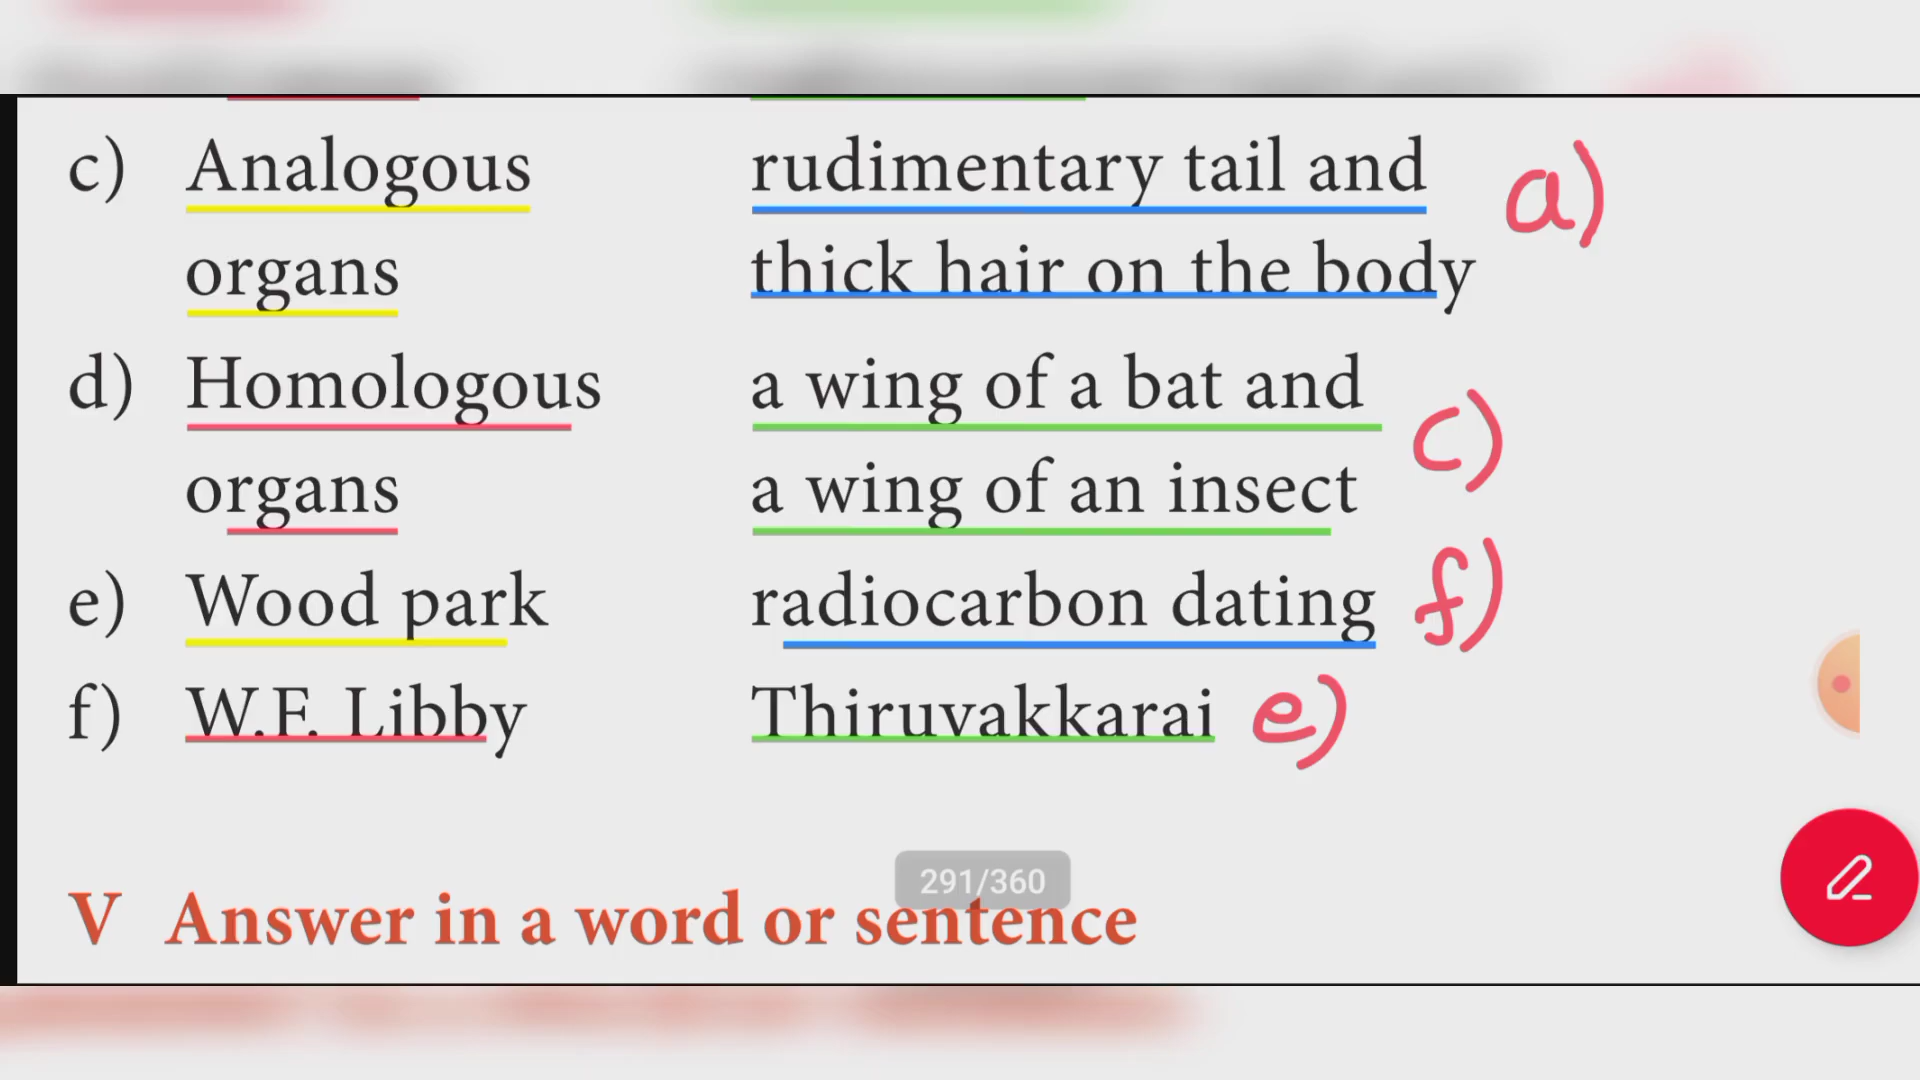 c) Analogous rudimentary tail and a)
organs thick hair on the body
d) Homologous a wing of a bat and c)
organs a wing of an insect
e) Wood park radiocarbon dating f)
f) W.F. Libby Thiruvakkarai e)
291/360
V Answer in a word or sentence